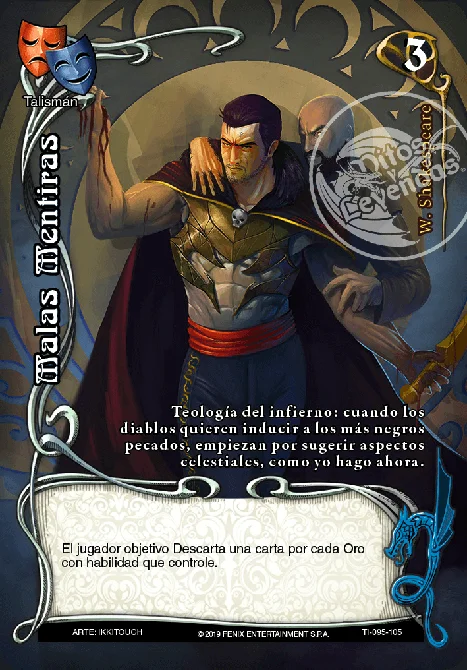 3
Talismán
Malas Mentiras
W. Shakespeare
Mitos y
Leyendas
Teología del infierno: cuando los
diablos quieren inducir a los más negros
pecados, empiezan por sugerir aspectos
celestiales, como yo hago ahora.
El jugador objetivo Descarta una carta por cada Oro
con habilidad que controle.
ARTE: IKKITOUCH © 2019 FENIX ENTERTAINMENT S.P.A. TI-095-105